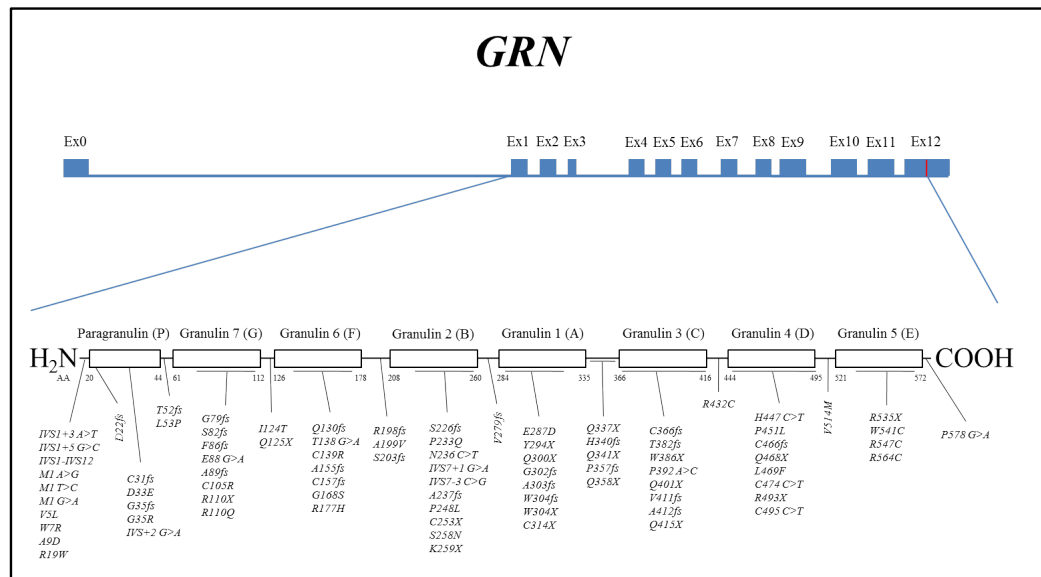 GRN
Ex0 Ex1 Ex2 Ex3 Ex4 Ex5 Ex6 Ex7 Ex8 Ex9 Ex10 Ex11 Ex12
Paragranulin (P) Granulin 7 (G) Granulin 6 (F) Granulin 2 (B) Granulin 1 (A) Granulin 3 (C) Granulin 4 (D) Granulin 5 (E)
H2N COOH
AA 20 44 61 112 126 178 208 260 284 335 366 416 444 495 521 572
IVS1+3 A>T
IVS1+5 G>C
IVS1-IVS12
M1 A>G
M1 T>C
M1 G>A
V5L
W7R
A9D
R19W
D22fs
C31fs
D33E
G35fs
G35R
IVS+2 G>A
T52fs
L53P
G79fs
S82fs
F86fs
E88 G>A
A89fs
C105R
R110X
R110Q
I124T
Q125X
Q130fs
T138 G>A
C139R
A155fs
C157fs
G168S
R177H
R198fs
A199V
S203fs
S226fs
P233Q
N236 C>T
IVS7+1 G>A
IVS7-3 C>G
A237fs
P248L
C253X
S258N
K259X
V279fs
E287D
Y294X
Q300X
G302fs
A303fs
W304fs
W304X
C314X
Q337X
H340fs
Q341X
P357fs
Q358X
C366fs
T382fs
W386X
P392 A>C
Q401X
V411fs
A412fs
Q415X
R432C
H447 C>T
P451L
C466fs
Q468X
L469F
C474 C>T
R493X
C495 C>T
V514M
R535X
W541C
R547C
R564C
P578 G>A